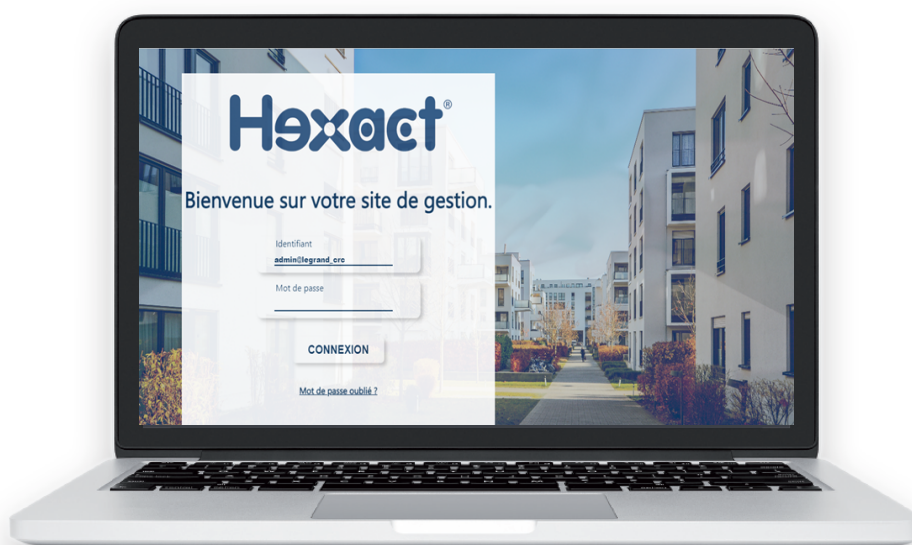 Hexact®
Bienvenue sur votre site de gestion.
Identifiant
admin@legrand_crc
Mot de passe
CONNEXION
Mot de passe oublié ?